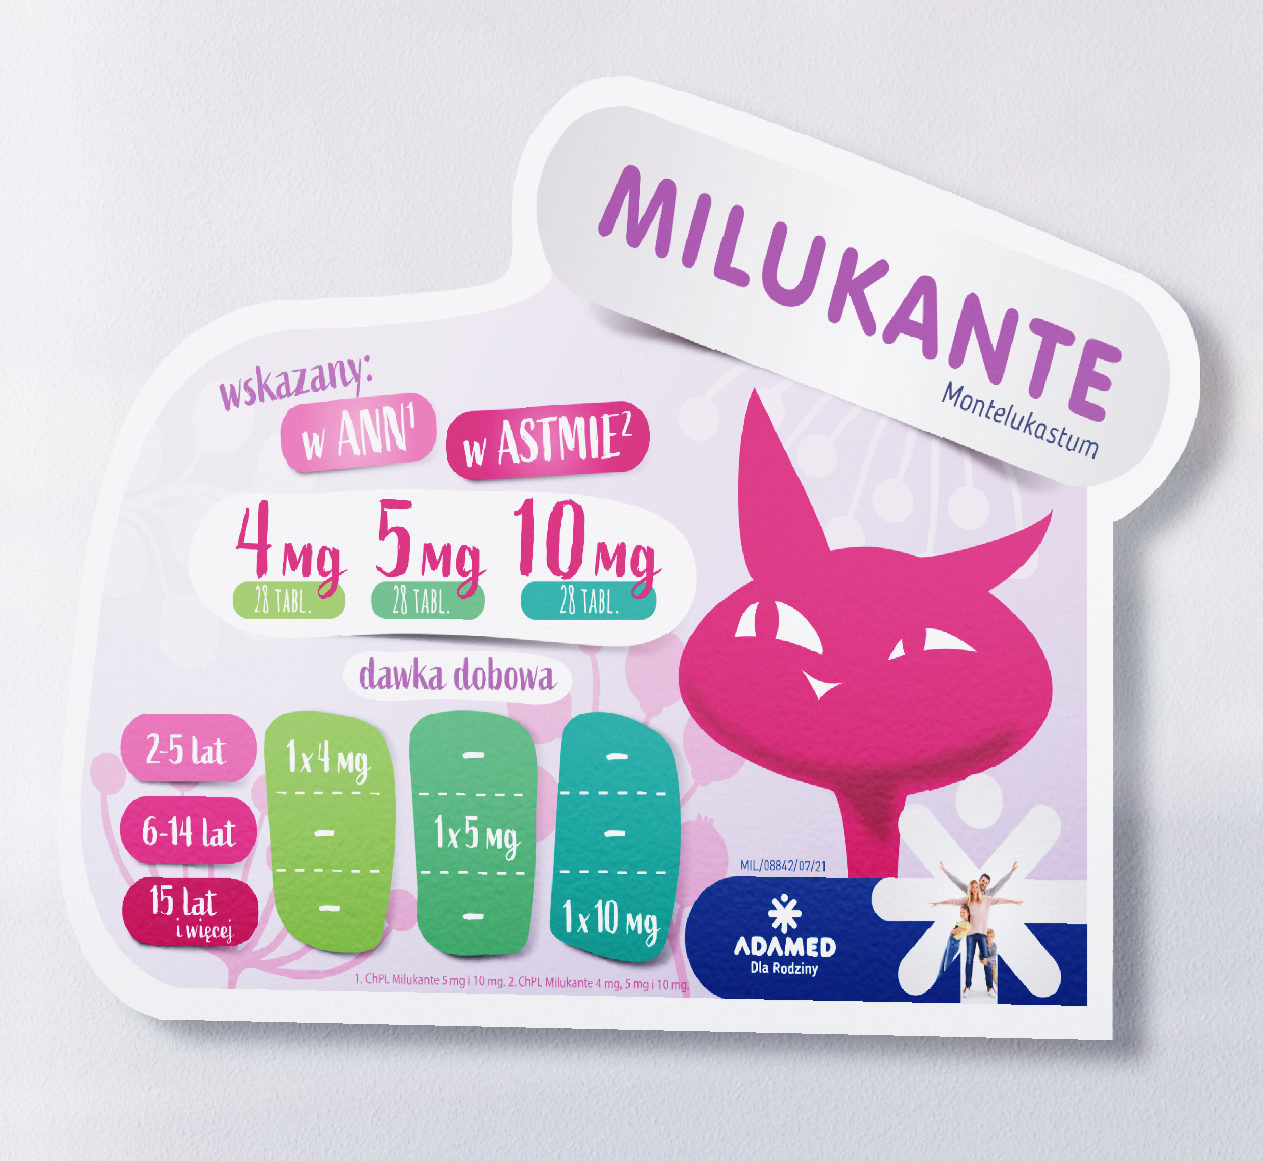 MILUKANTE
Montelukastum
wskazany:
w ANN¹
w ASTMIE²
4 mg 5 mg 10 mg
28 TABL. 28 TABL. 28 TABL.
dawka dobowa
2-5 lat 1x4 mg - -
6-14 lat - 1x5 mg -
15 lat i więcej - - 1x10 mg
1. ChPL Milukante 5 mg i 10 mg, 2. ChPL Milukante 4 mg, 5 mg i 10 mg.
MIL/08842/07/21
ADAMED
Dla Rodziny